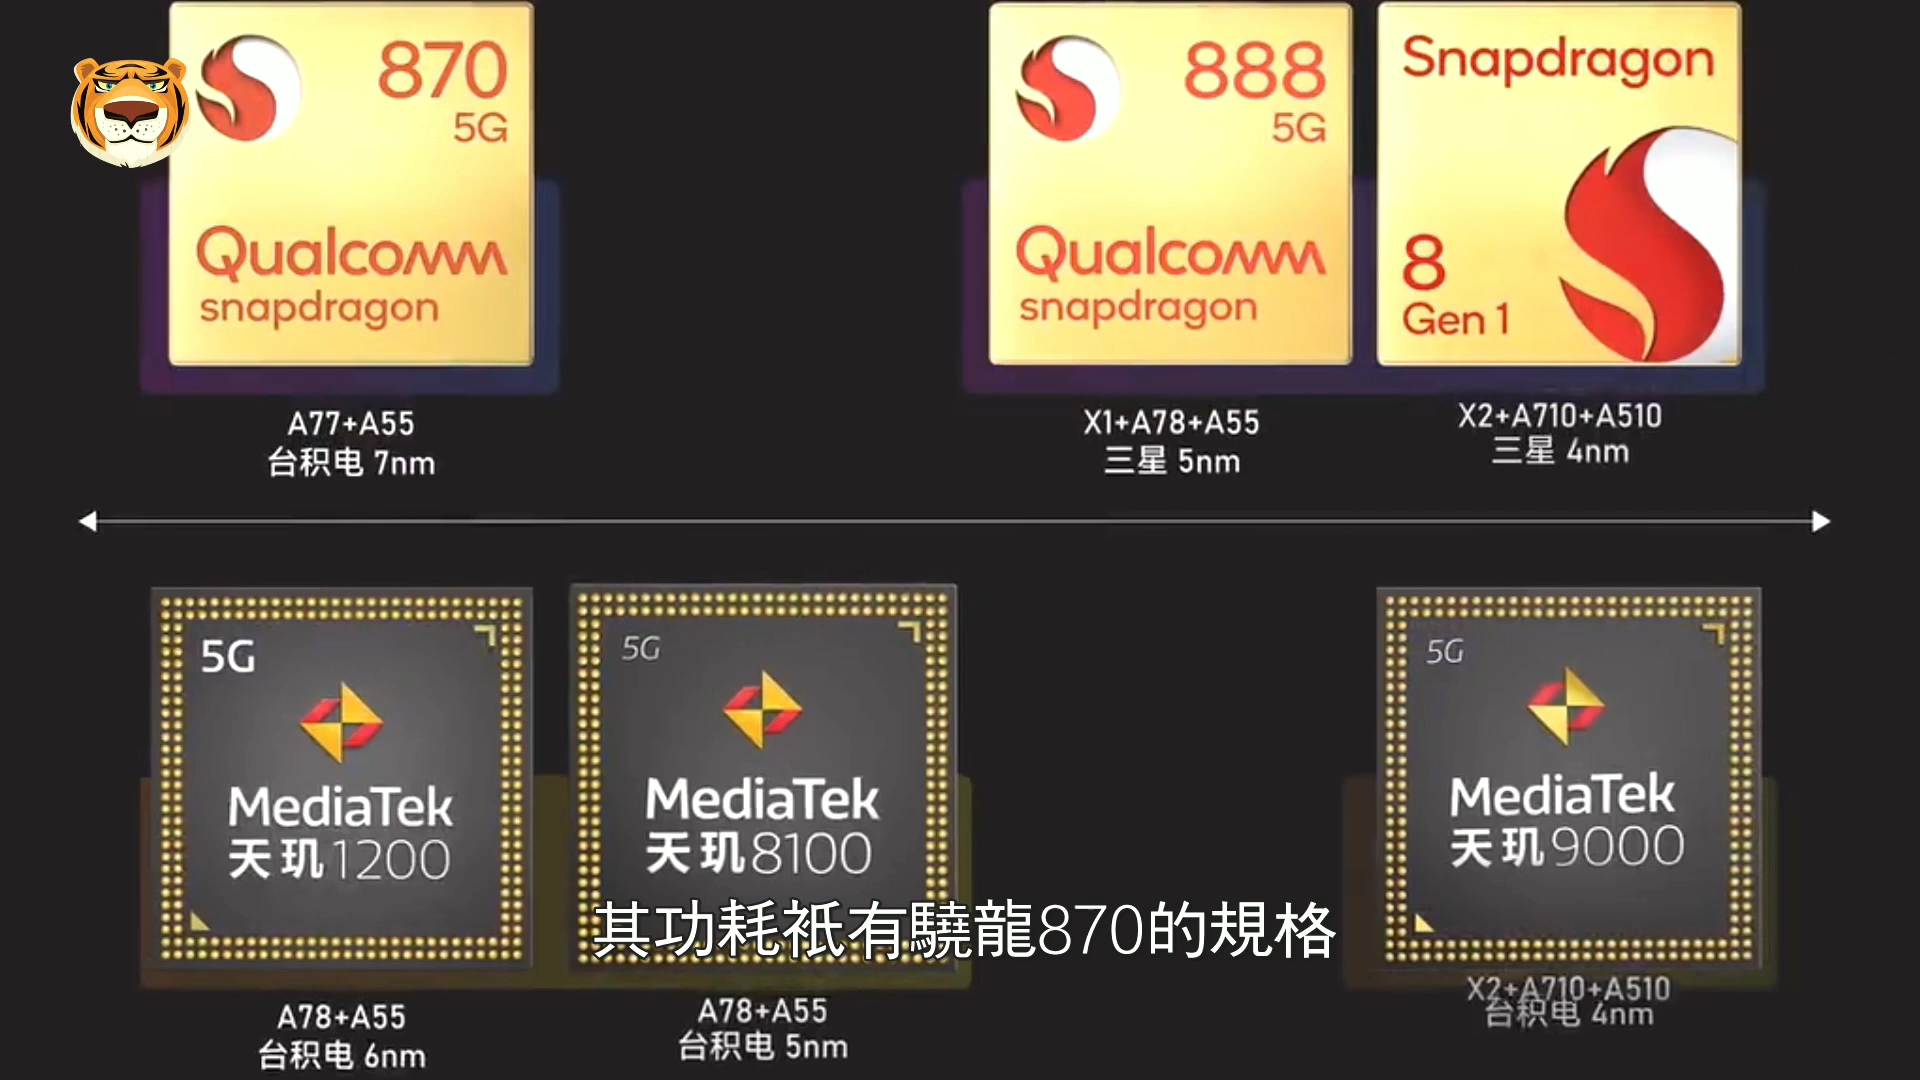 870
5G
Qualcomm
snapdragon
888
5G
Qualcomm
snapdragon
Snapdragon
8
Gen 1
A77+A55
台积电 7nm
X1+A78+A55
三星 5nm
X2+A710+A510
三星 4nm
5G
MediaTek
天玑1200
5G
MediaTek
天玑8100
5G
MediaTek
天玑9000
其功耗祇有驍龍870的規格
A78+A55
台积电 6nm
A78+A55
台积电 5nm
X2+A710+A510
台积电 4nm